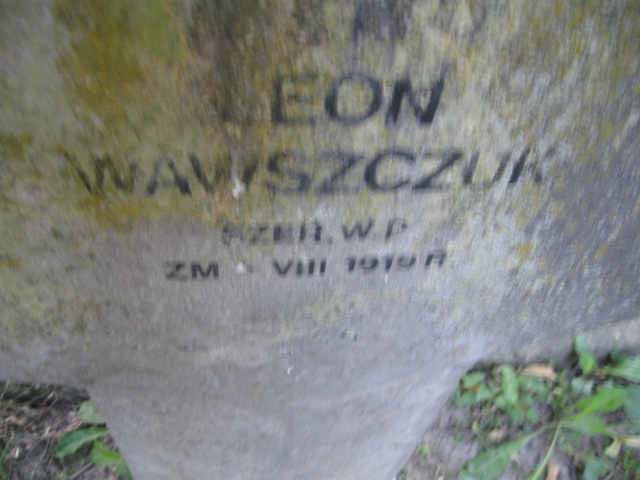 LEON
WAWSZCZUK
SZER. W.P.
ZM VIII 1919 R